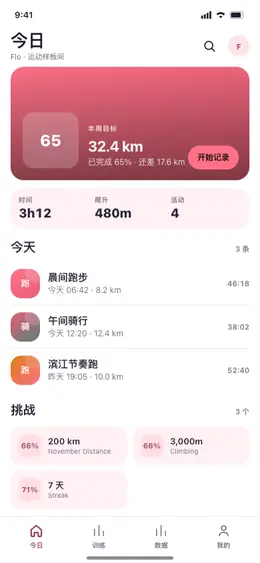 9:41
今日
Flo · 运动样板间
F
65
本周目标
32.4 km
已完成 65% · 还差 17.6 km
开始记录
时间
3h12
爬升
480m
活动
4
今天
3 条
跑
晨间跑步
今天 06:42 · 8.2 km
46:18
骑
午间骑行
今天 12:20 · 12.4 km
38:02
跑
滨江节奏跑
昨天 19:05 · 10.0 km
52:40
挑战
3 个
66%
200 km
November Distance
66%
3,000m
Climbing
71%
7 天
Streak
今日
训练
数据
我的